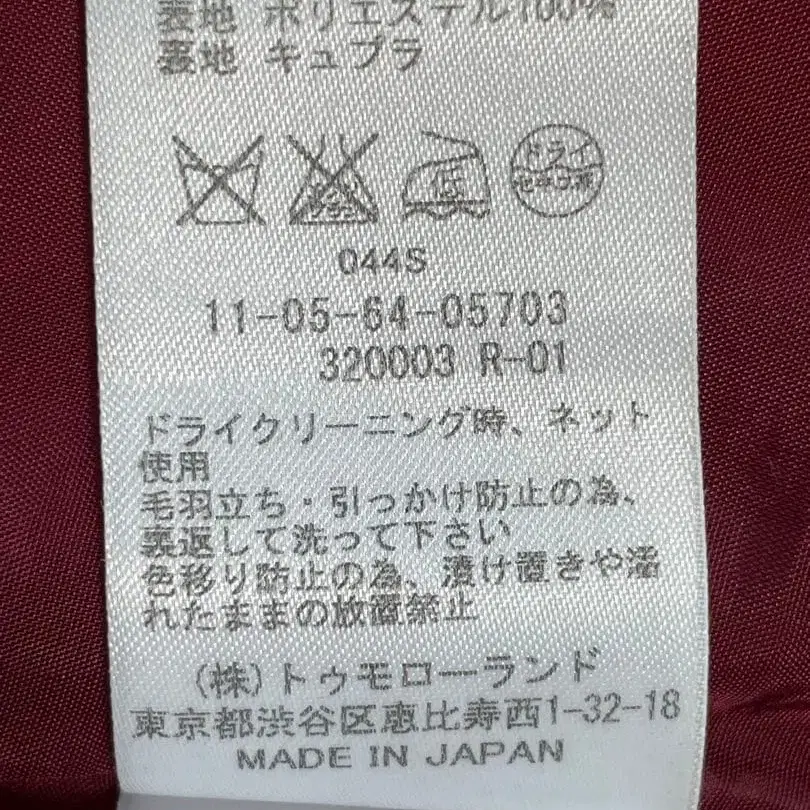 表地 ポリエステル100%
裏地 キュプラ
低
ドライ
セキユ系
044S
11-05-64-05703
320003 R-01
ドライクリーニング時、ネット
使用
毛羽立ち・引っかけ防止の為、
裏返して洗って下さい
色移り防止の為、漬け置きや濡
れたままの放置禁止
(株)トゥモローランド
東京都渋谷区恵比寿西1-32-18
MADE IN JAPAN